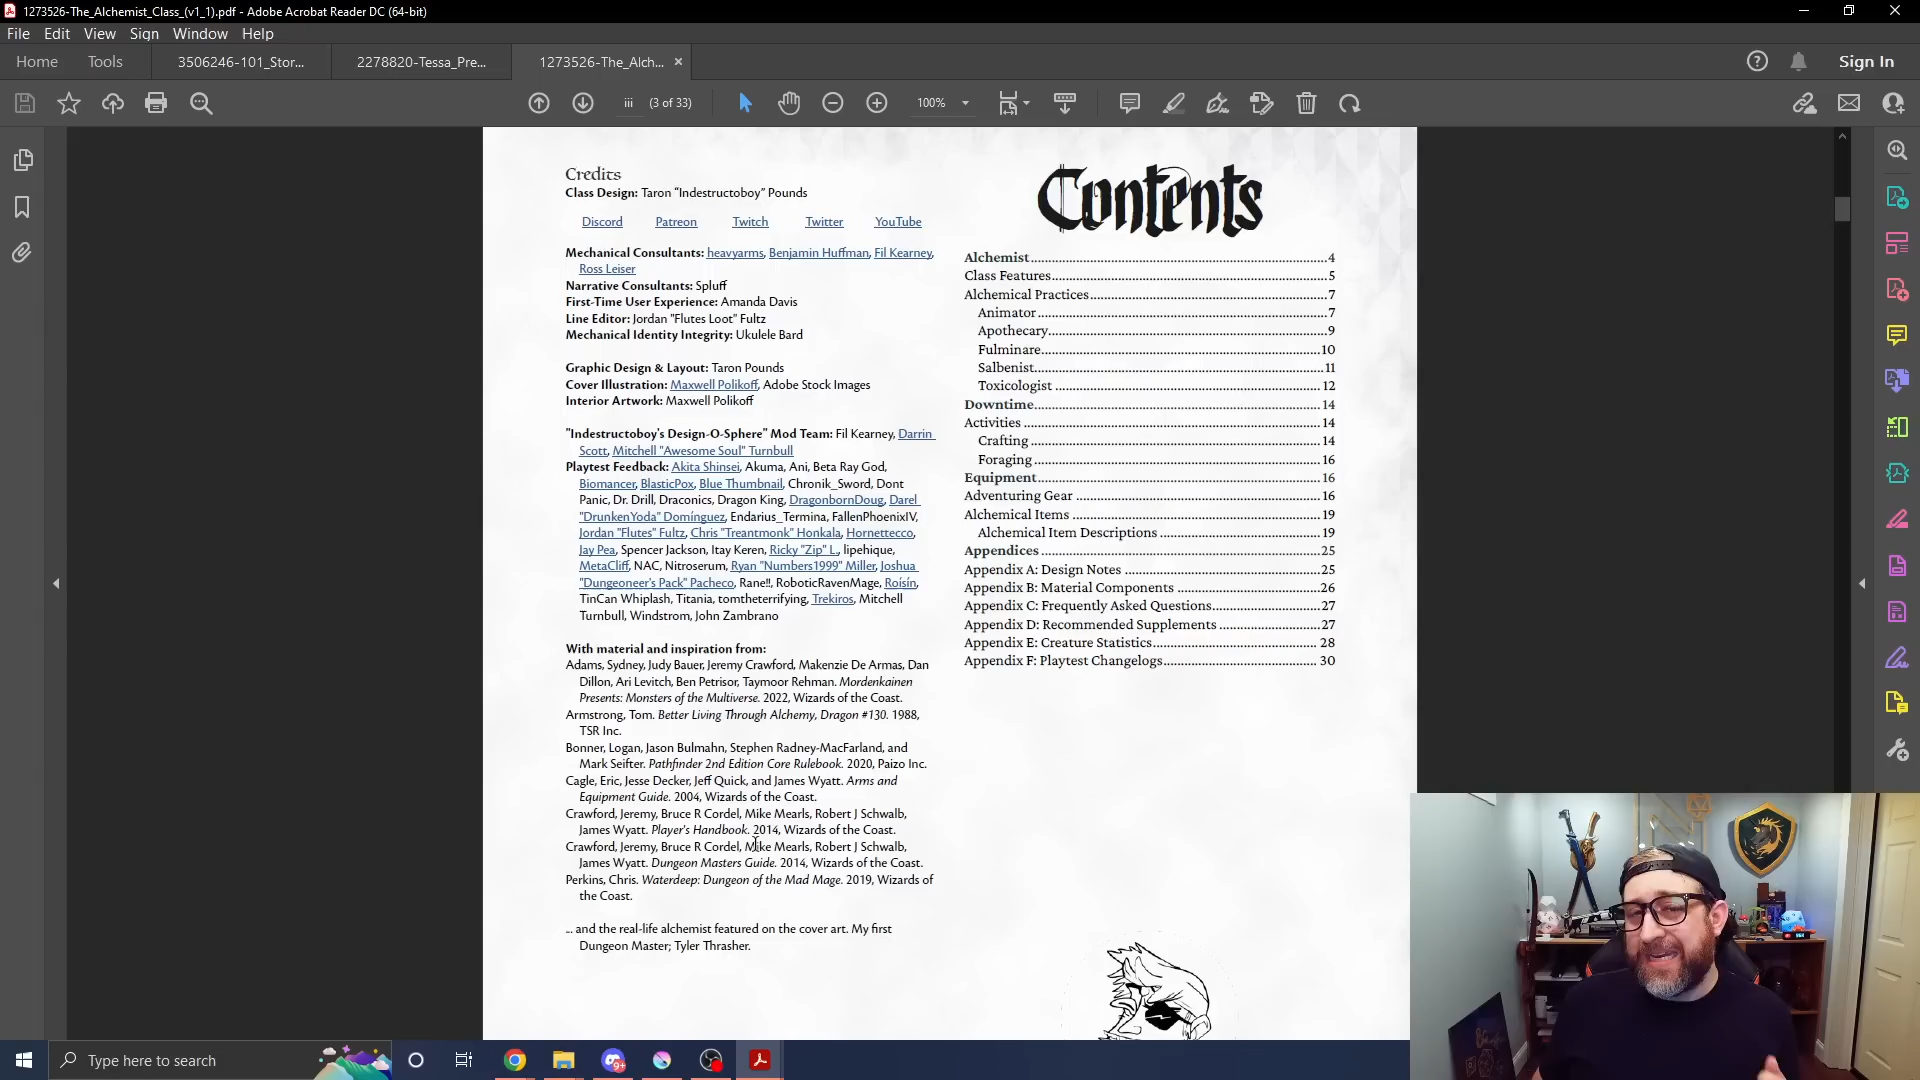 1273526-The_Alchemist_Class_(v1_1).pdf - Adobe Acrobat Reader DC (64-bit)
File Edit View Sign Window Help
Home Tools 3506246-101_Stor... 2278820-Tessa_Pre... 1273526-The_Alch... × Sign In
iii (3 of 33) 100%
Credits
Class Design: Taron “Indestructoboy” Pounds
Discord Patreon Twitch Twitter YouTube
Mechanical Consultants: heavyarms, Benjamin Huffman, Fil Kearney,
Ross Leiser
Narrative Consultants: Spluff
First-Time User Experience: Amanda Davis
Line Editor: Jordan "Flutes Loot" Fultz
Mechanical Identity Integrity: Ukulele Bard
Graphic Design & Layout: Taron Pounds
Cover Illustration: Maxwell Polikoff, Adobe Stock Images
Interior Artwork: Maxwell Polikoff
"Indestructoboy's Design-O-Sphere" Mod Team: Fil Kearney, Darrin
Scott, Mitchell "Awesome Soul" Turnbull
Playtest Feedback: Akita Shinsei, Akuma, Ani, Beta Ray God,
Biomancer, BlasticPox, Blue Thumbnail, Chronik_Sword, Dont
Panic, Dr. Drill, Draconics, Dragon King, DragonbornDoug, Darel
"DrunkenYoda" Domínguez, Endarius_Termina, FallenPhoenixIV,
Jordan "Flutes" Fultz, Chris "Treantmonk" Honkala, Hornettecco,
Jay Pea, Spencer Jackson, Itay Keren, Ricky "Zip" L., lipehique,
MetaCliff, NAC, Nitroserum, Ryan "Numbers1999" Miller, Joshua
"Dungeoneer's Pack" Pacheco, Rane!!, RoboticRavenMage, Roísín,
TinCan Whiplash, Titania, tomtheterrifying, Trekiros, Mitchell
Turnbull, Windstrom, John Zambrano
With material and inspiration from:
Adams, Sydney, Judy Bauer, Jeremy Crawford, Makenzie De Armas, Dan
Dillon, Ari Levitch, Ben Petrisor, Taymoor Rehman. Mordenkainen
Presents: Monsters of the Multiverse. 2022, Wizards of the Coast.
Armstrong, Tom. Better Living Through Alchemy, Dragon #130. 1988,
TSR Inc.
Bonner, Logan, Jason Bulmahn, Stephen Radney-MacFarland, and
Mark Seifter. Pathfinder 2nd Edition Core Rulebook. 2020, Paizo Inc.
Cagle, Eric, Jesse Decker, Jeff Quick, and James Wyatt. Arms and
Equipment Guide. 2004, Wizards of the Coast.
Crawford, Jeremy, Bruce R Cordel, Mike Mearls, Robert J Schwalb,
James Wyatt. Player's Handbook. 2014, Wizards of the Coast.
Crawford, Jeremy, Bruce R Cordel, Mike Mearls, Robert J Schwalb,
James Wyatt. Dungeon Masters Guide. 2014, Wizards of the Coast.
Perkins, Chris. Waterdeep: Dungeon of the Mad Mage. 2019, Wizards of
the Coast.
... and the real-life alchemist featured on the cover art. My first
Dungeon Master; Tyler Thrasher.
Contents
Alchemist 4
Class Features 5
Alchemical Practices 7
Animator 7
Apothecary 9
Fulminare 10
Salbenist 11
Toxicologist 12
Downtime 14
Activities 14
Crafting 14
Foraging 16
Equipment 16
Adventuring Gear 16
Alchemical Items 19
Alchemical Item Descriptions 19
Appendices 25
Appendix A: Design Notes 25
Appendix B: Material Components 26
Appendix C: Frequently Asked Questions 27
Appendix D: Recommended Supplements 27
Appendix E: Creature Statistics 28
Appendix F: Playtest Changelogs 30
Type here to search
9+